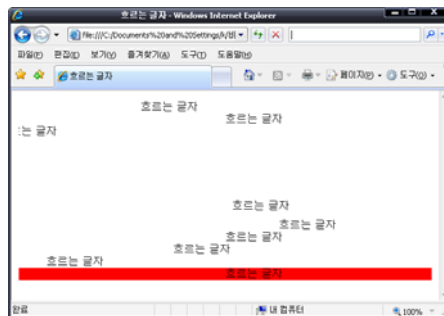 흐르는 글자 - Windows Internet Explorer
file:///C:/Documents%20and%20Settings/k/
파일(F) 편집(D) 보기(V) 즐겨찾기(A) 도구(T) 도움말(H)
흐르는 글자 페이지(P) 도구(O)
흐르는 글자
흐르는 글자
는 글자
흐르는 글자
흐르는 글자
흐르는 글자
흐르는 글자
흐르는 글자
흐르는 글자
완료 내 컴퓨터 100%